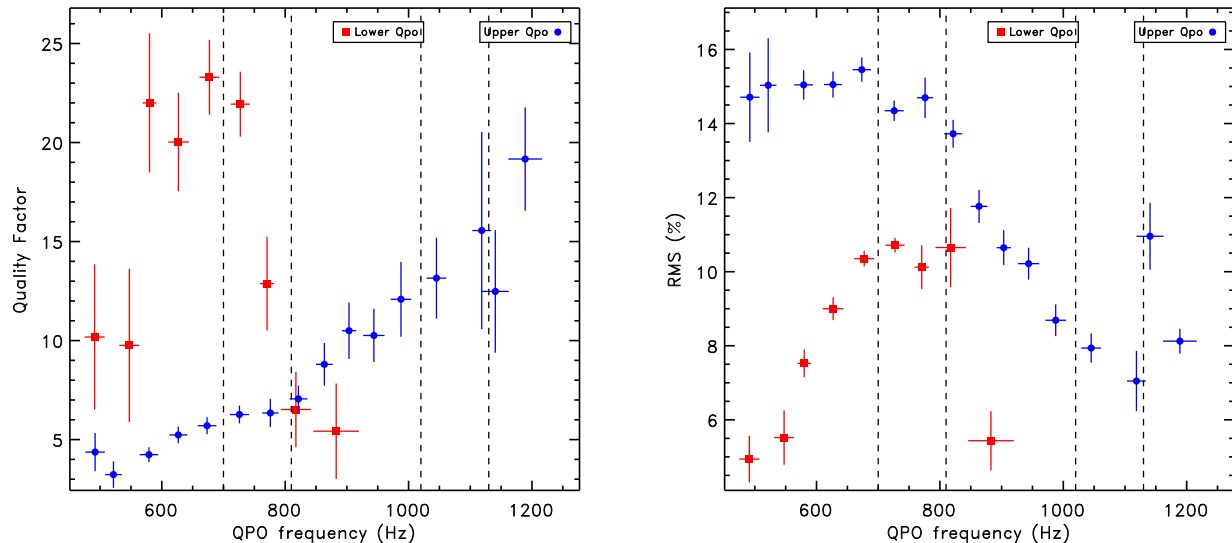 Lower Qpo
Upper Qpo
25
20
15
10
5
Quality Factor
600
800
1000
1200
QPO frequency (Hz)
Lower Qpo
Upper Qpo
16
14
12
10
8
6
RMS (%)
600
800
1000
1200
QPO frequency (Hz)